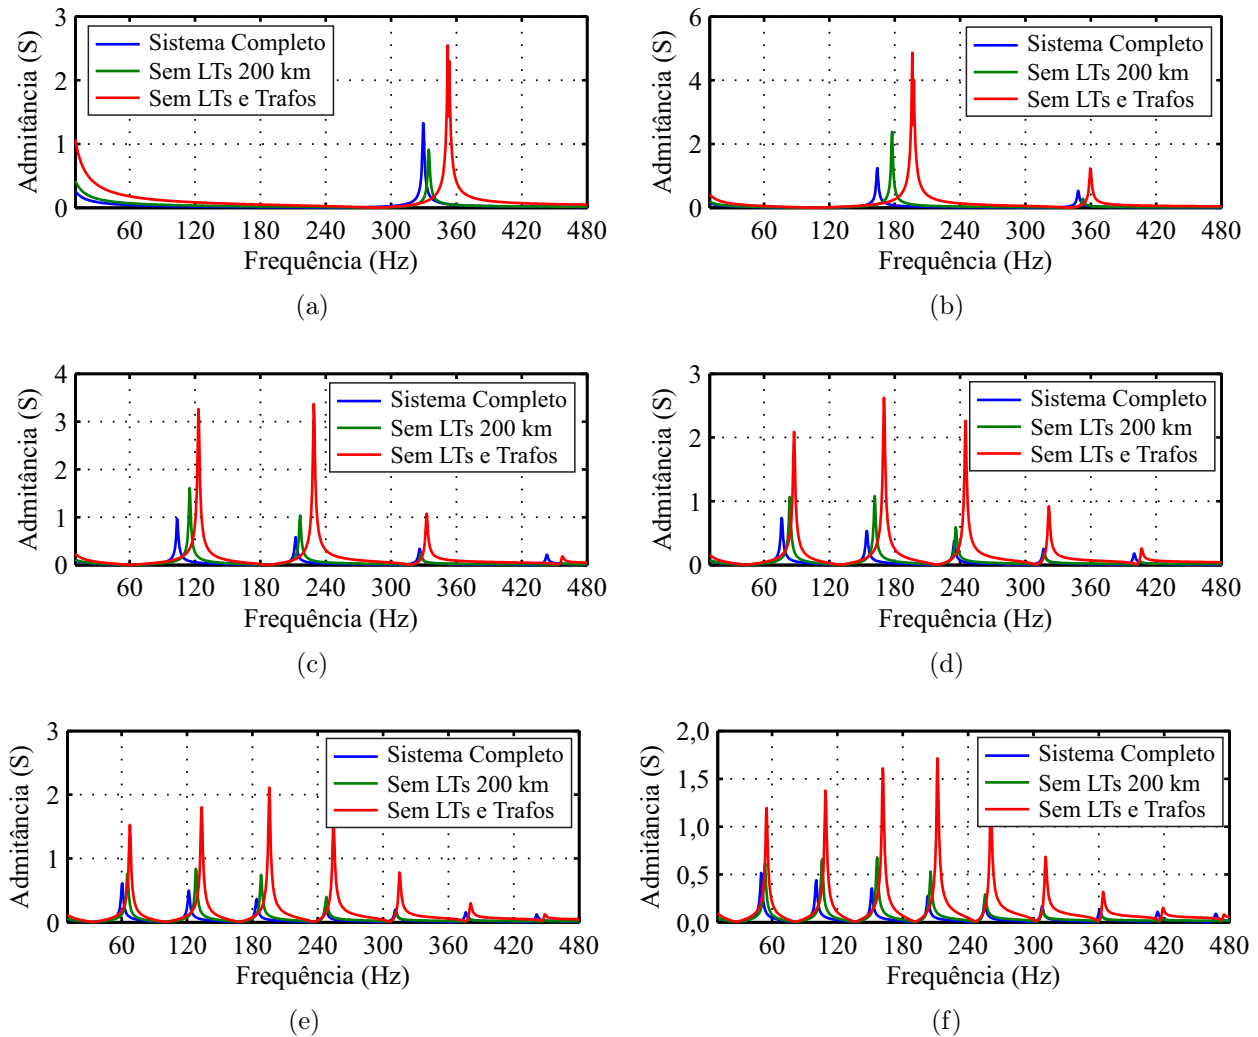 3
2
1
0
Admitância (S)
Sistema Completo
Sem LTs 200 km
Sem LTs e Trafos
60 120 180 240 300 360 420 480
Frequência (Hz)
(a)
6
4
2
0
Admitância (S)
Sistema Completo
Sem LTs 200 km
Sem LTs e Trafos
60 120 180 240 300 360 420 480
Frequência (Hz)
(b)
4
3
2
1
0
Admitância (S)
Sistema Completo
Sem LTs 200 km
Sem LTs e Trafos
60 120 180 240 300 360 420 480
Frequência (Hz)
(c)
3
2
1
0
Admitância (S)
Sistema Completo
Sem LTs 200 km
Sem LTs e Trafos
60 120 180 240 300 360 420 480
Frequência (Hz)
(d)
3
2
1
0
Admitância (S)
Sistema Completo
Sem LTs 200 km
Sem LTs e Trafos
60 120 180 240 300 360 420 480
Frequência (Hz)
(e)
2,0
1,5
1,0
0,5
0,0
Admitância (S)
Sistema Completo
Sem LTs 200 km
Sem LTs e Trafos
60 120 180 240 300 360 420 480
Frequência (Hz)
(f)